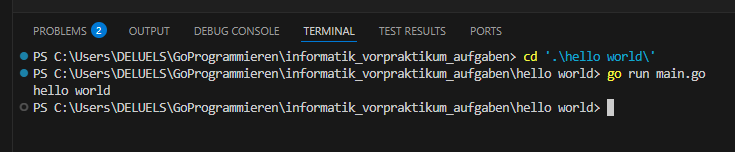 PROBLEMS 2 OUTPUT DEBUG CONSOLE TERMINAL TEST RESULTS PORTS
PS C:\Users\DELUELS\GoProgrammieren\informatik_vorpraktikum_aufgaben> cd '.\hello world\'
PS C:\Users\DELUELS\GoProgrammieren\informatik_vorpraktikum_aufgaben\hello world> go run main.go
hello world
PS C:\Users\DELUELS\GoProgrammieren\informatik_vorpraktikum_aufgaben\hello world>